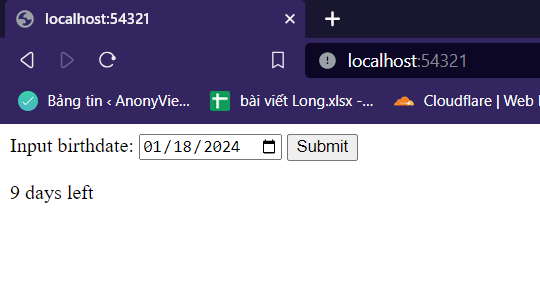 localhost:54321
localhost:54321
Bảng tin ‹ AnonyVie... bài viết Long.xlsx -... Cloudflare | Web
Input birthdate: 01/18/2024 Submit
9 days left